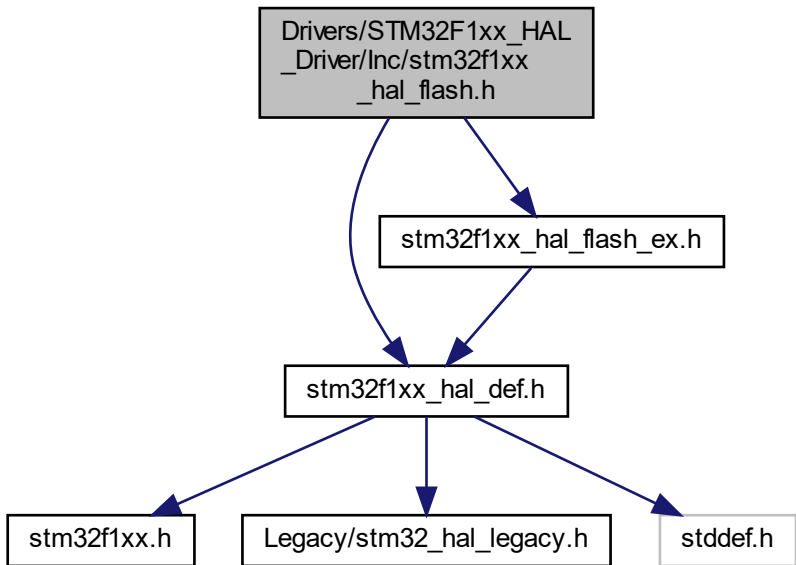 Drivers/STM32F1xx_HAL
_Driver/Inc/stm32f1xx
_hal_flash.h
stm32f1xx_hal_flash_ex.h
stm32f1xx_hal_def.h
stm32f1xx.h
Legacy/stm32_hal_legacy.h
stddef.h